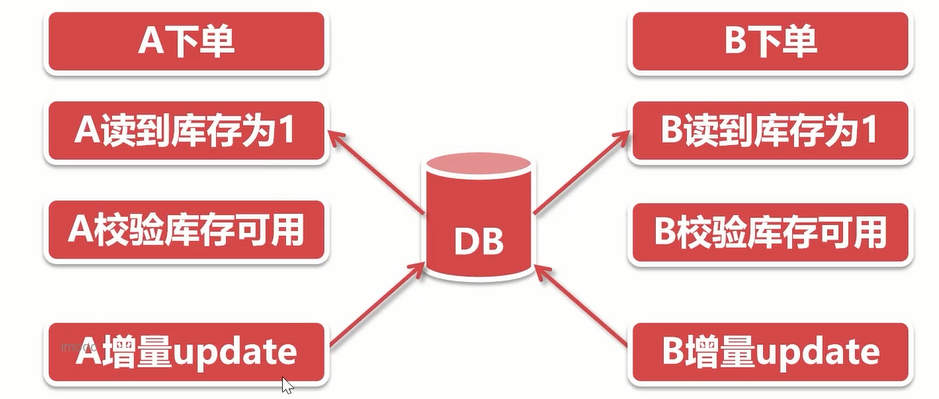 A下单
B下单
A读到库存为1
B读到库存为1
A校验库存可用
B校验库存可用
DB
A增量update
B增量update